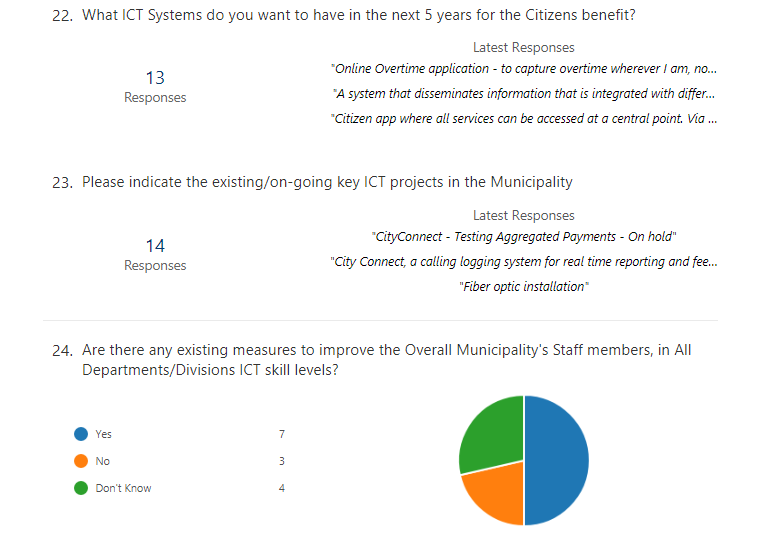 22. What ICT Systems do you want to have in the next 5 years for the Citizens benefit?
13
Responses
Latest Responses
"Online Overtime application - to capture overtime wherever I am, no...
"A system that disseminates information that is integrated with differ...
"Citizen app where all services can be accessed at a central point. Via ...
23. Please indicate the existing/on-going key ICT projects in the Municipality
14
Responses
Latest Responses
"CityConnect - Testing Aggregated Payments - On hold"
"City Connect, a calling logging system for real time reporting and fee...
"Fiber optic installation"
24. Are there any existing measures to improve the Overall Municipality's Staff members, in All
Departments/Divisions ICT skill levels?
Yes 7
No 3
Don't Know 4